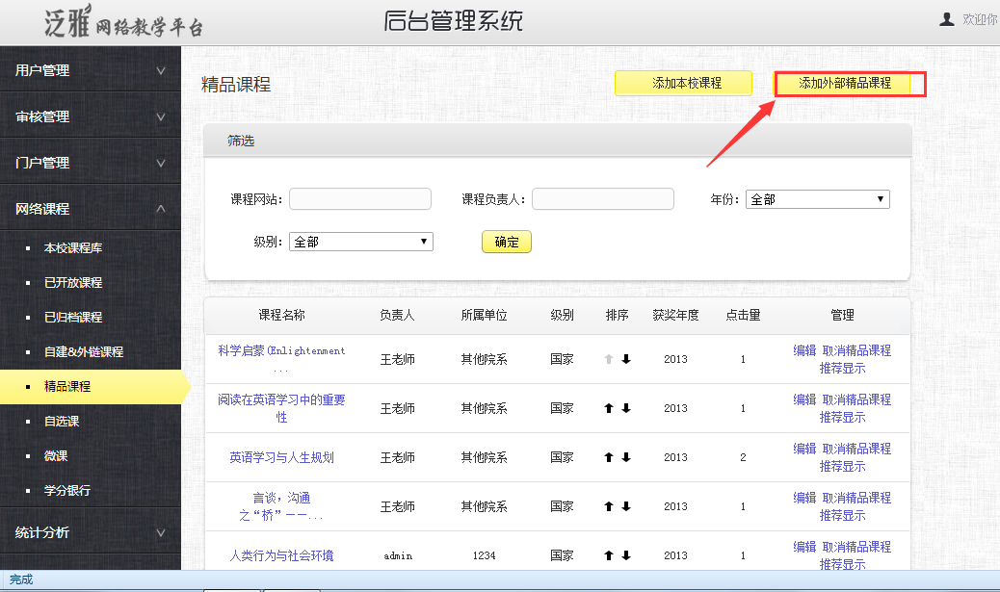 泛雅 网络教学平台
后台管理系统
欢迎你
用户管理
审核管理
门户管理
网络课程
本校课程库
已开放课程
已归档课程
自建&外链课程
精品课程
自选课
微课
学分银行
统计分析
精品课程
添加本校课程
添加外部精品课程
筛选
课程网站：
课程负责人：
年份： 全部
级别： 全部
确定
课程名称 负责人 所属单位 级别 排序 获奖年度 点击量 管理
科学启蒙(Enlightenment
...
王老师 其他院系 国家 2013 1
编辑 取消精品课程
推荐显示
阅读在英语学习中的重要
性
王老师 其他院系 国家 2013 1
编辑 取消精品课程
推荐显示
英语学习与人生规划
王老师 其他院系 国家 2013 2
编辑 取消精品课程
推荐显示
言谈，沟通
之“桥”——...
王老师 其他院系 国家 2013 1
编辑 取消精品课程
推荐显示
人类行为与社会环境
admin 1234 国家 2013 1
编辑 取消精品课程
推荐显示
完成